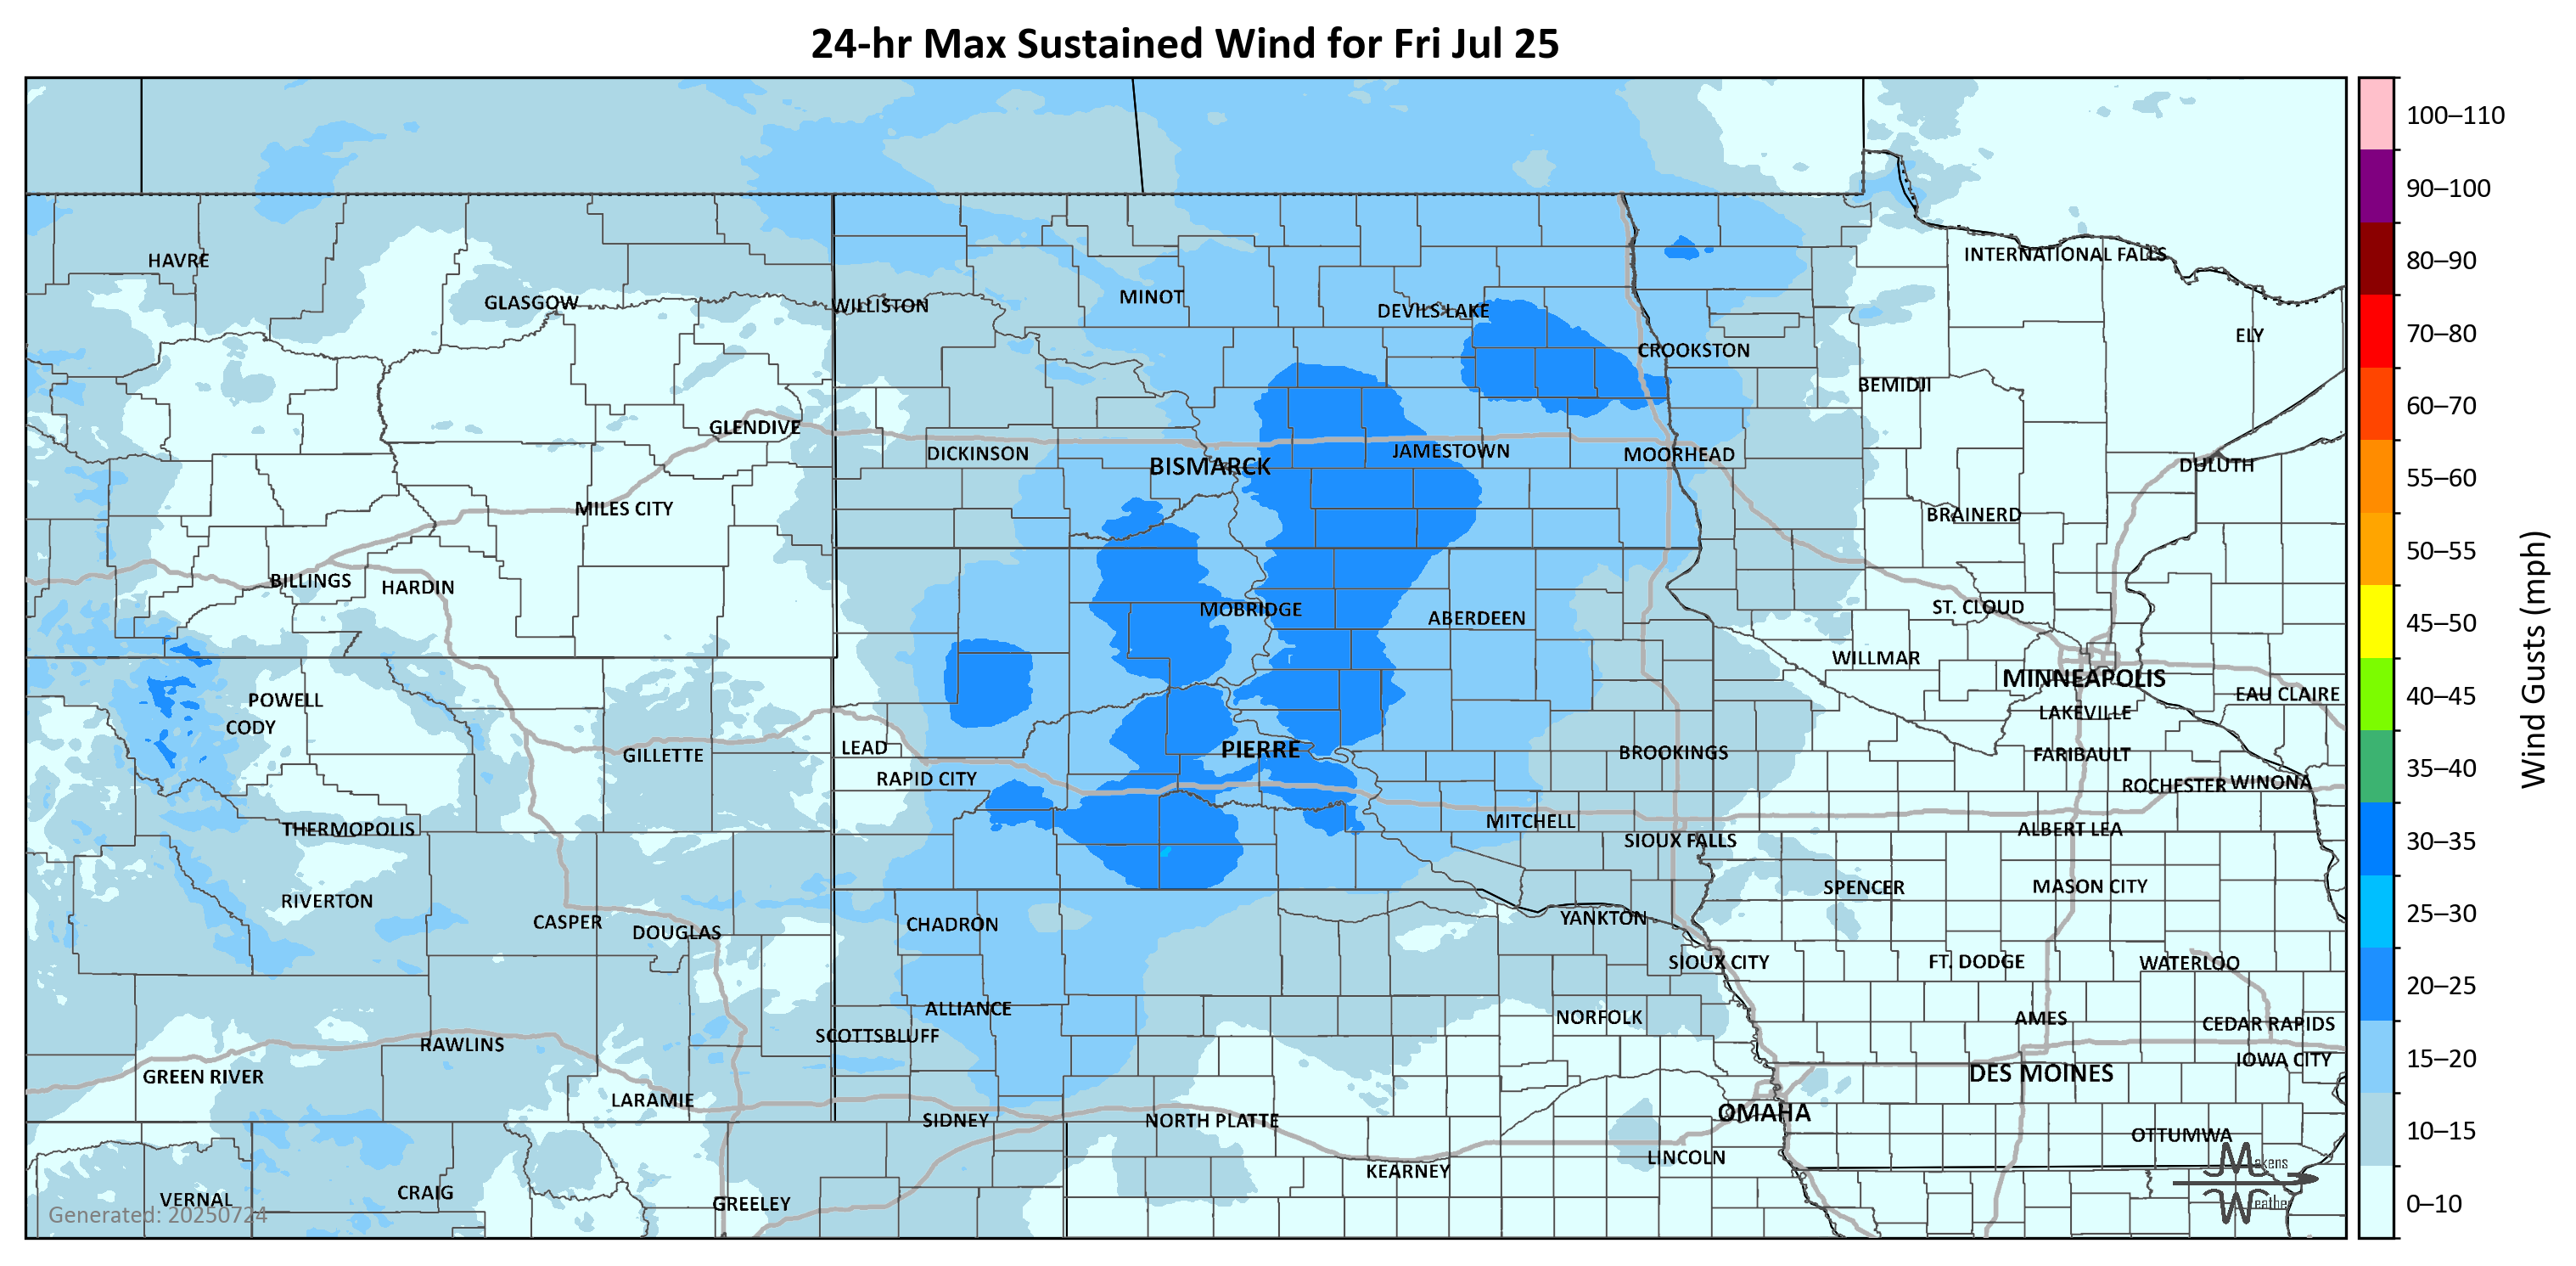 24-hr Max Sustained Wind for Fri Jul 25
100–110
90–100
80–90
70–80
60–70
55–60
50–55
45–50
40–45
35–40
30–35
25–30
20–25
15–20
10–15
0–10
Wind Gusts (mph)
HAVRE
GLASGOW
WILLISTON
MINOT
DEVILS LAKE
CROOKSTON
INTERNATIONAL FALLS
ELY
BEMIDJI
GLENDIVE
DICKINSON
BISMARCK
JAMESTOWN
MOORHEAD
DULUTH
MILES CITY
BRAINERD
BILLINGS
HARDIN
MOBRIDGE
ABERDEEN
ST. CLOUD
WILLMAR
MINNEAPOLIS
EAU CLAIRE
POWELL
CODY
LAKEVILLE
GILLETTE
LEAD
PIERRE
BROOKINGS
FARIBAULT
RAPID CITY
ROCHESTER
WINONA
THERMOPOLIS
MITCHELL
SIOUX FALLS
ALBERT LEA
RIVERTON
CASPER
DOUGLAS
CHADRON
YANKTON
SPENCER
MASON CITY
SIOUX CITY
FT. DODGE
WATERLOO
ALLIANCE
SCOTTSBLUFF
NORFOLK
AMES
CEDAR RAPIDS
RAWLINS
GREEN RIVER
IOWA CITY
DES MOINES
LARAMIE
SIDNEY
NORTH PLATTE
OMAHA
OTTUMWA
KEARNEY
LINCOLN
VERNAL
CRAIG
GREELEY
Generated: 20250724
Makens
Weather